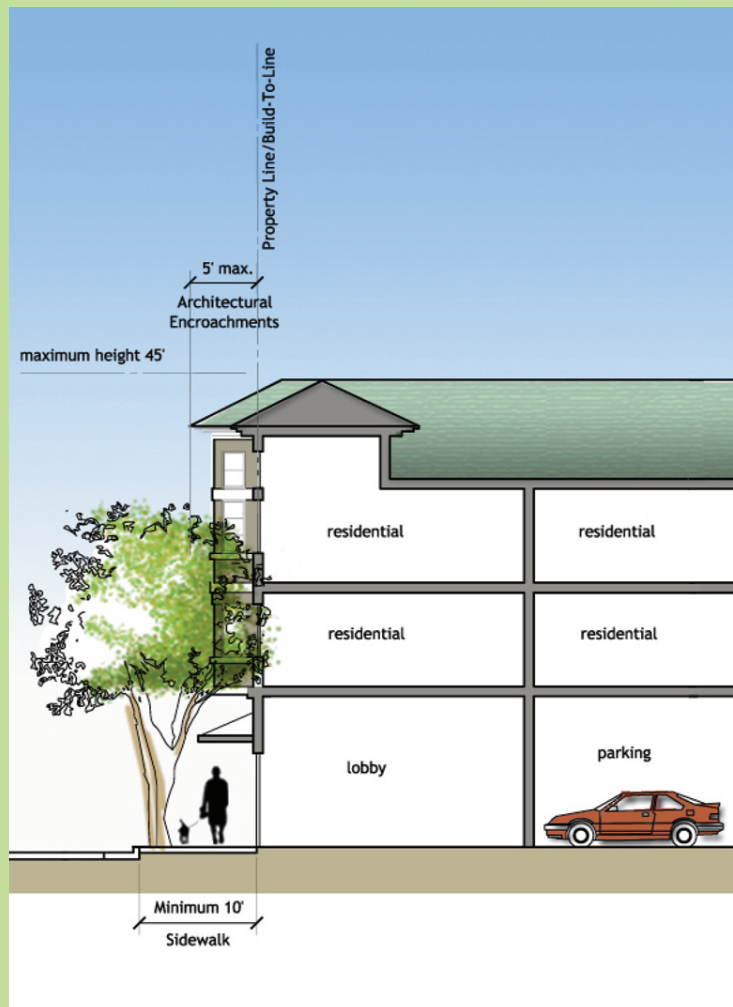 Property Line/Build-To-Line
5' max.
Architectural
Encroachments
maximum height 45'
residential
residential
residential
residential
lobby
parking
Minimum 10'
Sidewalk